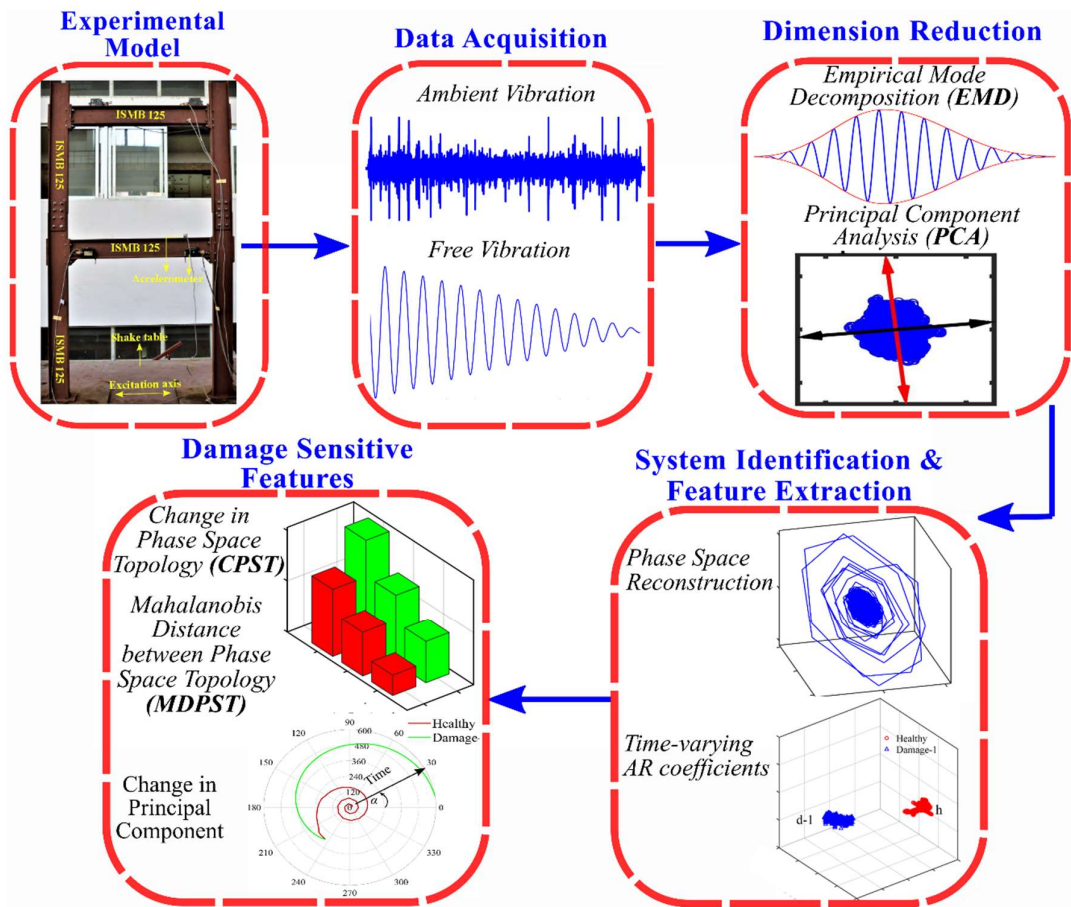 Experimental
Model
ISMB 125
ISMB 125
ISMB 125
ISMB 125
Accelerometer
ISMB 125
Shake table
Excitation axis
Data Acquisition
Ambient Vibration
Free Vibration
Dimension Reduction
Empirical Mode
Decomposition (EMD)
Principal Component
Analysis (PCA)
System Identification &
Feature Extraction
Phase Space
Reconstruction
Time-varying
AR coefficients
Healthy
Damage-1
d-1
h
Damage Sensitive
Features
Change in
Phase Space
Topology (CPST)
Mahalanobis
Distance
between Phase
Space Topology
(MDPST)
Change in
Principal
Component
Healthy
Damage-
90
120
60
600
480
360
240
120
0
150
30
Time
α
180
0
210
330
240
300
270